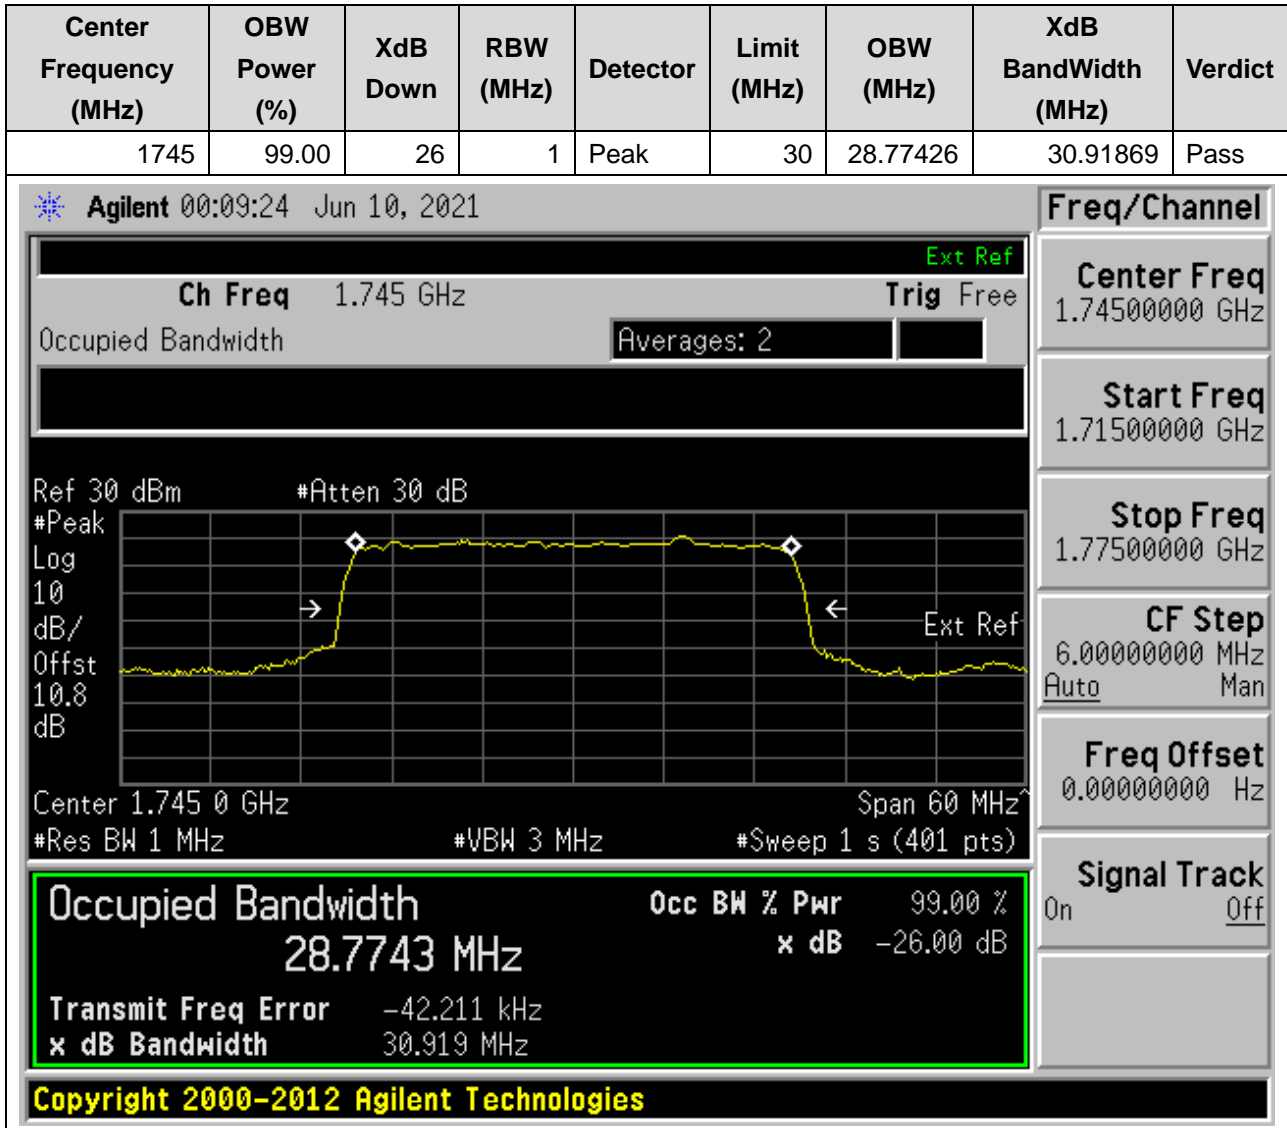 Center Frequency (MHz) OBW Power (%) XdB Down RBW (MHz) Detector Limit (MHz) OBW (MHz) XdB BandWidth (MHz) Verdict
1745 99.00 26 1 Peak 30 28.77426 30.91869 Pass
Agilent 00:09:24 Jun 10, 2021
Ext Ref
Ch Freq 1.745 GHz Trig Free
Occupied Bandwidth Averages: 2
Ref 30 dBm #Atten 30 dB
#Peak
Log
10
dB/
Offst
10.8
dB
Ext Ref
Center 1.745 0 GHz Span 60 MHz^
#Res BW 1 MHz #VBW 3 MHz #Sweep 1 s (401 pts)
Occupied Bandwidth
28.7743 MHz
Occ BW % Pwr 99.00 %
x dB -26.00 dB
Transmit Freq Error -42.211 kHz
x dB Bandwidth 30.919 MHz
Copyright 2000-2012 Agilent Technologies
Freq/Channel
Center Freq
1.74500000 GHz
Start Freq
1.71500000 GHz
Stop Freq
1.77500000 GHz
CF Step
6.00000000 MHz
Auto Man
Freq Offset
0.00000000 Hz
Signal Track
On Off